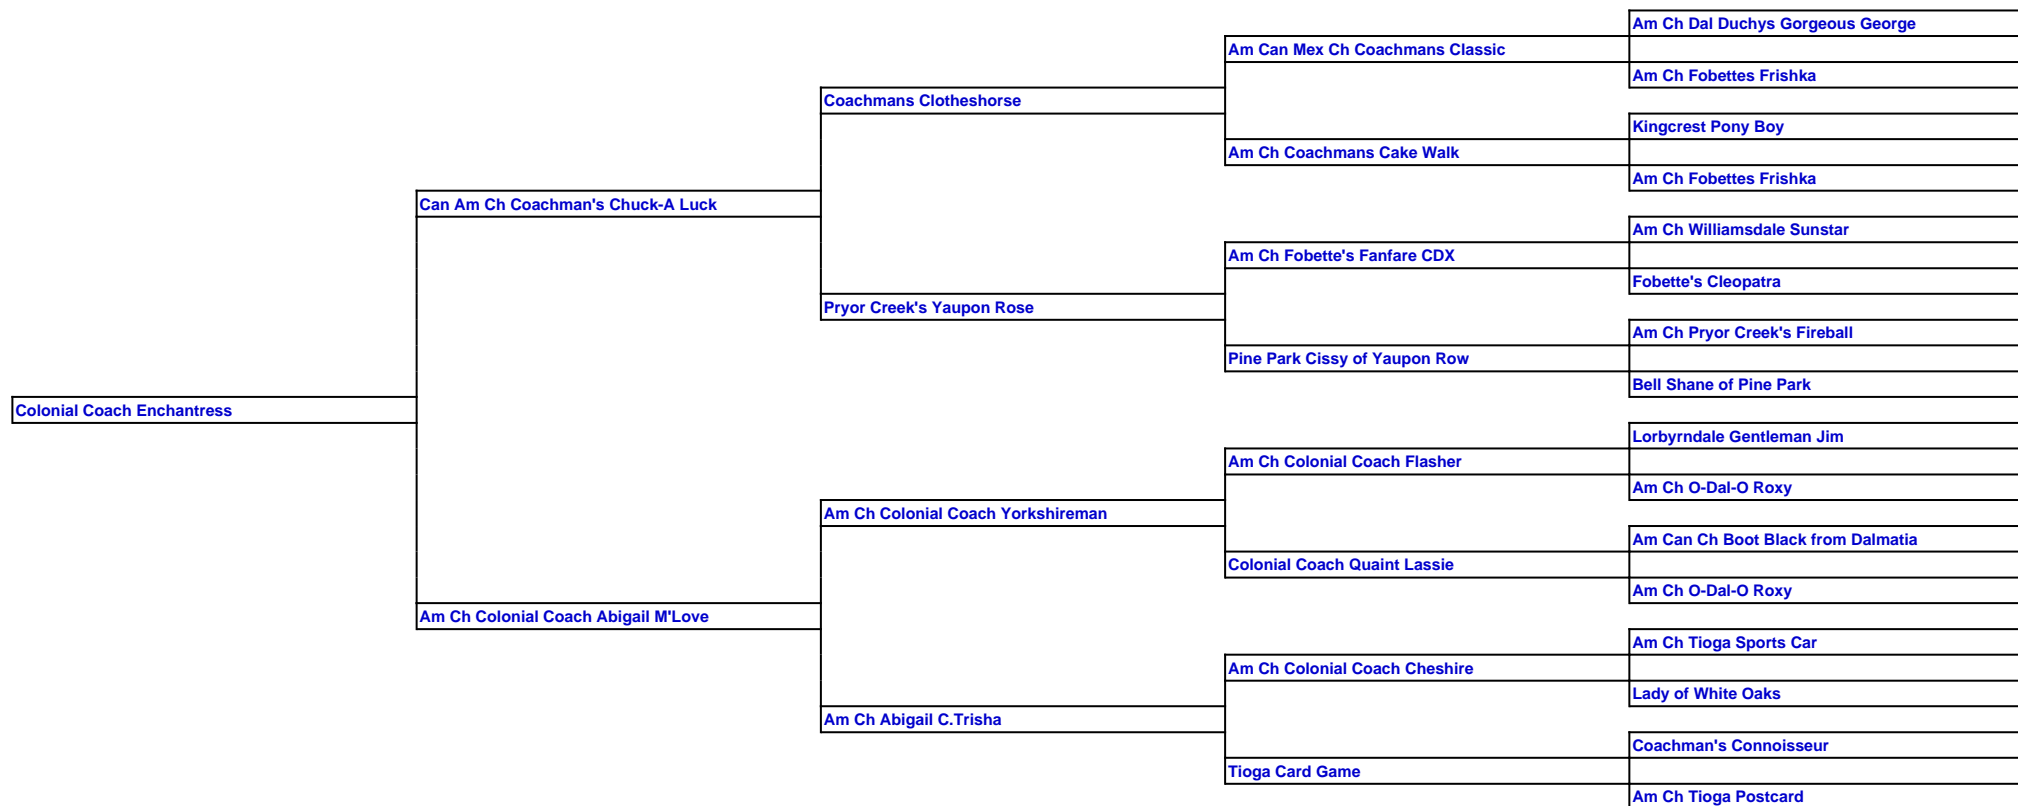 Am Ch Dal Duchys Gorgeous George
Am Can Mex Ch Coachmans Classic
Am Ch Fobettes Frishka
Coachmans Clotheshorse
Kingcrest Pony Boy
Am Ch Coachmans Cake Walk
Am Ch Fobettes Frishka
Can Am Ch Coachman's Chuck-A Luck
Am Ch Williamsdale Sunstar
Am Ch Fobette's Fanfare CDX
Fobette's Cleopatra
Pryor Creek's Yaupon Rose
Am Ch Pryor Creek's Fireball
Pine Park Cissy of Yaupon Row
Bell Shane of Pine Park
Colonial Coach Enchantress
Lorbyrndale Gentleman Jim
Am Ch Colonial Coach Flasher
Am Ch O-Dal-O Roxy
Am Ch Colonial Coach Yorkshireman
Am Can Ch Boot Black from Dalmatia
Colonial Coach Quaint Lassie
Am Ch O-Dal-O Roxy
Am Ch Colonial Coach Abigail M'Love
Am Ch Tioga Sports Car
Am Ch Colonial Coach Cheshire
Lady of White Oaks
Am Ch Abigail C.Trisha
Coachman's Connoisseur
Tioga Card Game
Am Ch Tioga Postcard